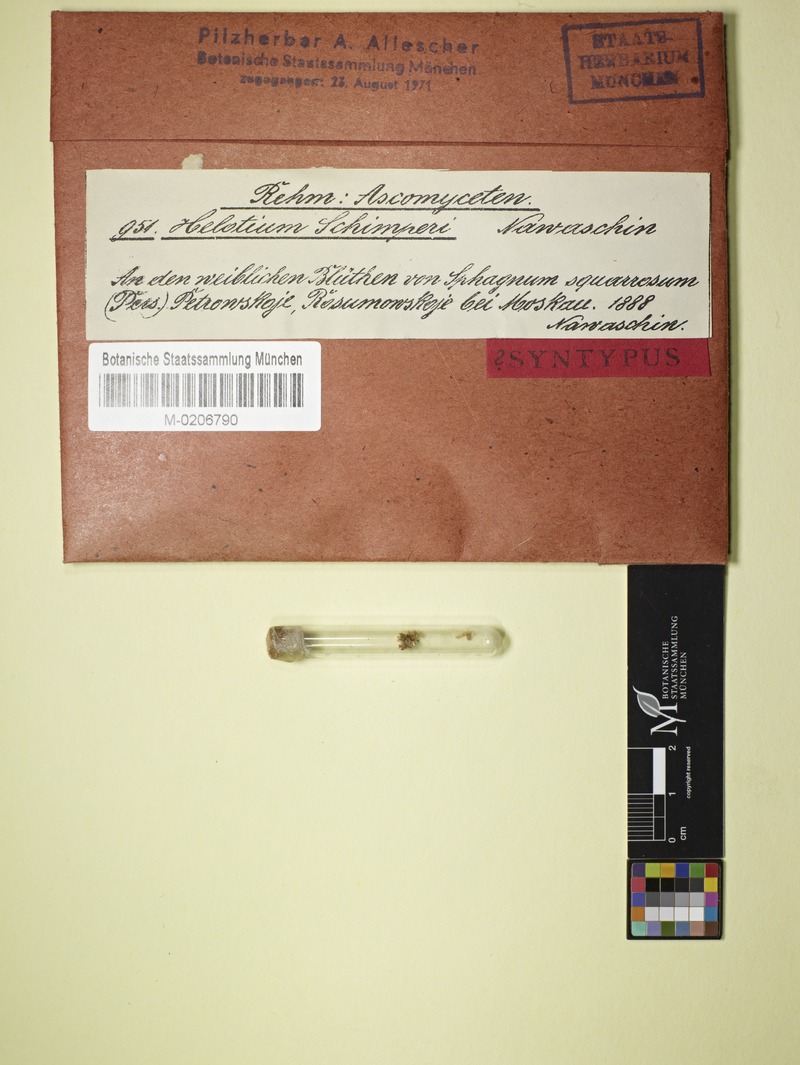 Pilzherbar A. Allescher
Botanische Staatssammlung München
zugegangen: 23. August 1971
STAATS-
HERBARIUM
MÜNCHEN
Rehm: Ascomyceten.
951. Helotium Schimperi Nawaschin
An den weiblichen Blüthen von Sphagnum squarrosum
(Pers.) Petrowskoje, Rasumowskoje bei Moskau. 1888
Nawaschin.
?SYNTYPUS
Botanische Staatssammlung München
M-0206790
BOTANISCHE
STAATSSAMMLUNG
MÜNCHEN
M
copyright reserved
0 1 2
cm